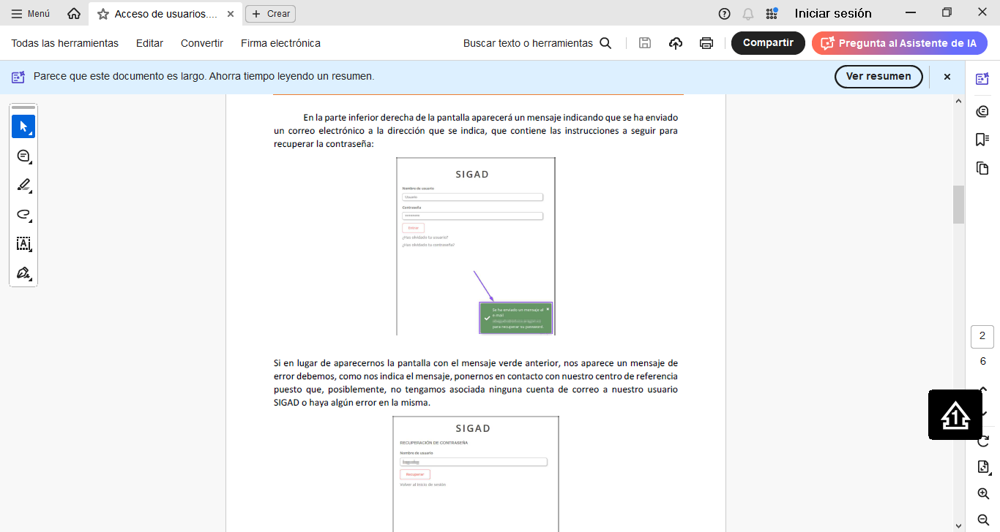 Menú
Acceso de usuarios....
Crear
Iniciar sesión
Todas las herramientas
Editar
Convertir
Firma electrónica
Buscar texto o herramientas
Compartir
Pregunta al Asistente de IA
Parece que este documento es largo. Ahorra tiempo leyendo un resumen.
Ver resumen
En la parte inferior derecha de la pantalla aparecerá un mensaje indicando que se ha enviado
un correo electrónico a la dirección que se indica, que contiene las instrucciones a seguir para
recuperar la contraseña:
SIGAD
Nombre de usuario
Usuario
Contraseña
********
Entrar
¿Has olvidado tu usuario?
¿Has olvidado tu contraseña?
Se ha enviado un mensaje al
e-mail
para recuperar su password.
Si en lugar de aparecernos la pantalla con el mensaje verde anterior, nos aparece un mensaje de
error debemos, como nos indica el mensaje, ponernos en contacto con nuestro centro de referencia
puesto que, posiblemente, no tengamos asociada ninguna cuenta de correo a nuestro usuario
SIGAD o haya algún error en la misma.
SIGAD
RECUPERACIÓN DE CONTRASEÑA
Nombre de usuario
Recuperar
Volver al inicio de sesión
2
6
1